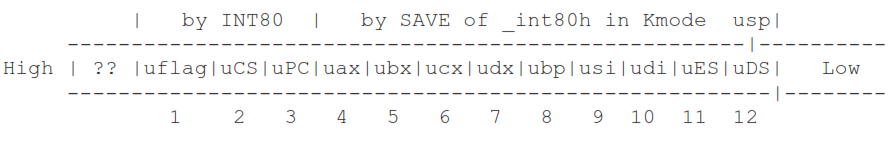 |   by INT80   |    by SAVE of _int80h in Kmode  usp|
     ----------------------------------------------------|----------
High | ?? |uflag|uCS|uPC|uax|ubx|ucx|udx|ubp|usi|udi|uES|uDS|   Low
     ------------------------------------------------------|--------
             1    2   3   4   5   6   7   8   9   10  11  12